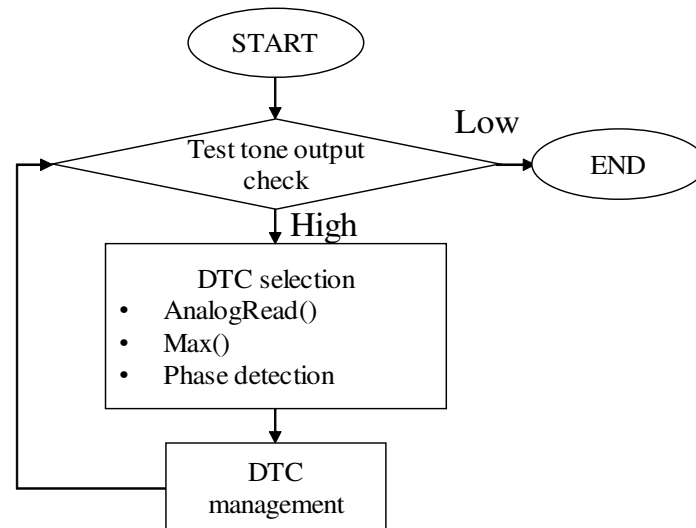 START
Test tone output
check
Low
END
High
DTC selection
• AnalogRead()
• Max()
• Phase detection
DTC
management